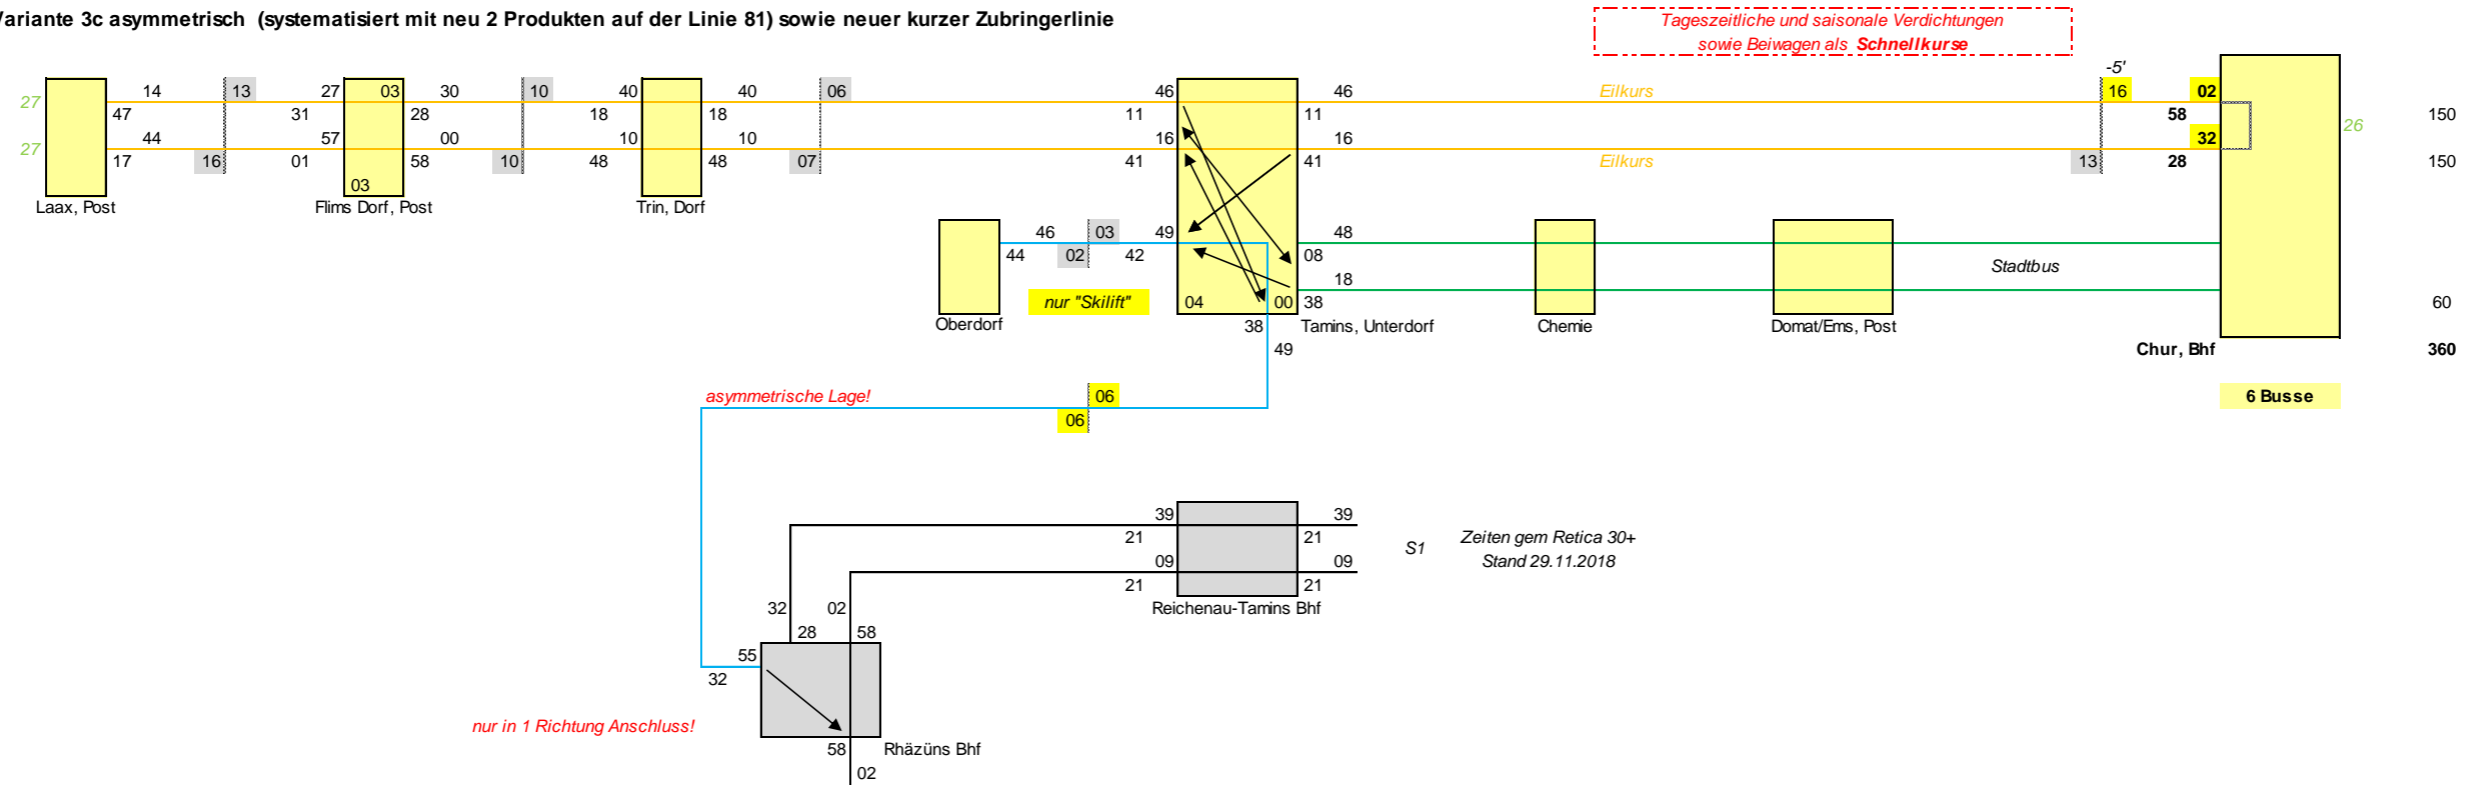 Variante 3c asymmetrisch (systematisiert mit neu 2 Produkten auf der Linie 81) sowie neuer kurzer Zubringerlinie
Tageszeitliche und saisonale Verdichtungen
sowie Beiwagen als Schnellkurse
-5'
27 14 13 27 03 30 10 40 40 06 46 46 Eilkurs 16 02
47 31 28 18 18 11 11 58 150
26
27 44 57 00 10 10 16 16 32
17 16 01 58 10 48 48 07 41 41 Eilkurs 13 28 150
03
Laax, Post Flims Dorf, Post Trin, Dorf
46 03 49 48
44 02 42 08
Stadtbus
18
nur "Skilift" 04 00 38 60
Oberdorf 38 Tamins, Unterdorf Chemie Domat/Ems, Post
49 Chur, Bhf 360
asymmetrische Lage! 06 6 Busse
06
39 39
21 21
S1 Zeiten gem Retica 30+
Stand 29.11.2018
09 09
21 21
32 02 Reichenau-Tamins Bhf
28 58
55
32
nur in 1 Richtung Anschluss!
58 Rhäzüns Bhf
02